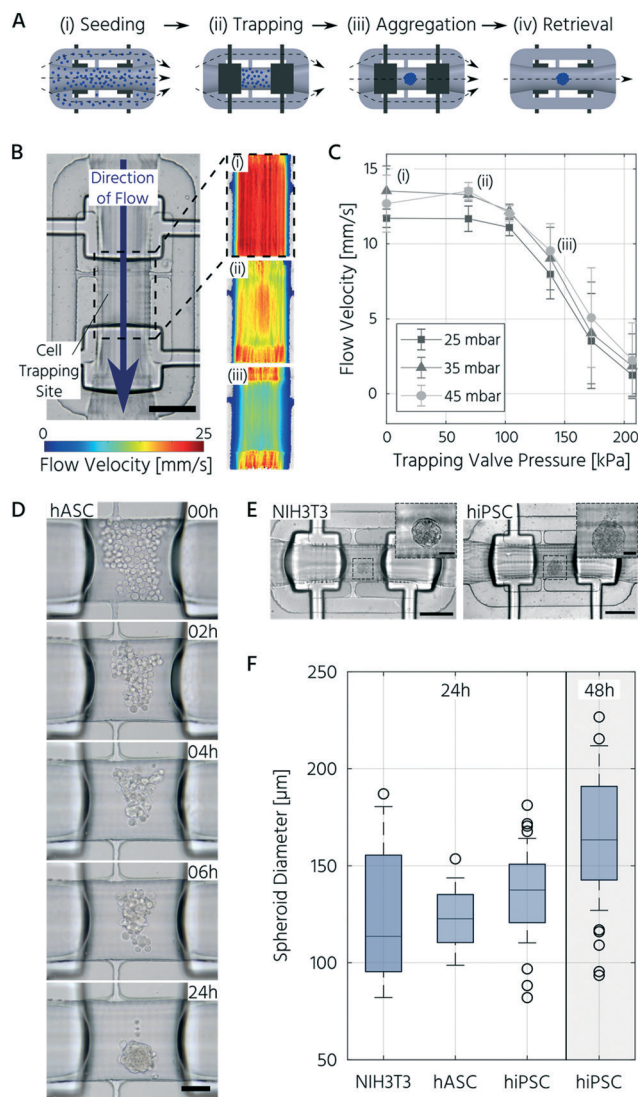 A
(i) Seeding
(ii) Trapping
(iii) Aggregation
(iv) Retrieval
B
Direction
of Flow
Cell
Trapping
Site
(i)
(ii)
(iii)
0
25
Flow Velocity [mm/s]
C
15
10
5
0
Flow Velocity [mm/s]
(i)
(ii)
(iii)
25 mbar
35 mbar
45 mbar
0
50
100
150
200
Trapping Valve Pressure [kPa]
D
hASC
00h
02h
04h
06h
24h
E
NIH3T3
hiPSC
F
250
200
150
100
50
Spheroid Diameter [µm]
24h
48h
NIH3T3
hASC
hiPSC
hiPSC